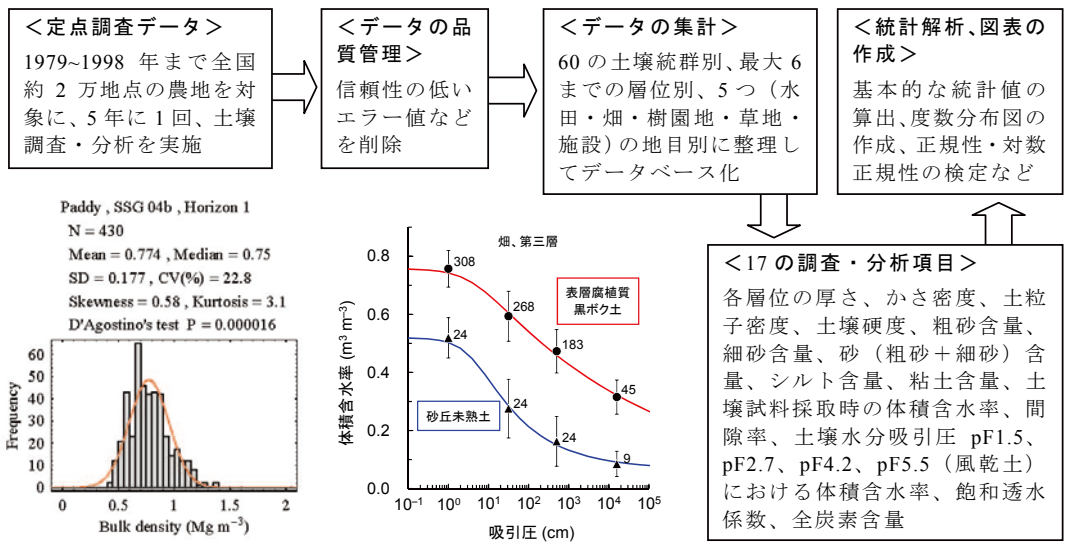 ＜定点調査データ＞
1979~1998 年まで全国
約 2 万地点の農地を対
象に、5 年に 1 回、土壌
調査・分析を実施
＜データの品
質管理＞
信頼性の低い
エラー値など
を削除
＜データの集計＞
60 の土壌統群別、最大 6
までの層位別、5 つ（水
田・畑・樹園地・草地・
施設）の地目別に整理し
てデータベース化
＜統計解析、図表の
作成＞
基本的な統計値の
算出、度数分布図の
作成、正規性・対数
正規性の検定など
＜17 の調査・分析項目＞
各層位の厚さ、かさ密度、土粒
子密度、土壌硬度、粗砂含量、
細砂含量、砂（粗砂＋細砂）含
量、シルト含量、粘土含量、土
壌試料採取時の体積含水率、間
隙率、土壌水分吸引圧 pF1.5、
pF2.7、pF4.2、pF5.5（風乾土）
における体積含水率、飽和透水
係数、全炭素含量
Paddy , SSG 04b , Horizon 1
N = 430
Mean = 0.774 , Median = 0.75
SD = 0.177 , CV(%) = 22.8
Skewness = 0.58 , Kurtosis = 3.1
D'Agostino's test P = 0.000016
Frequency
60
50
40
30
20
10
0
0 0.5 1 1.5 2
Bulk density (Mg m⁻³)
畑、第三層
体積含水率 (m³ m⁻³)
0.8
0.6
0.4
0.2
0.0
308
268
183
45
表層腐植質
黒ボク土
24
24
24
9
砂丘未熟土
10⁻¹ 10⁰ 10¹ 10² 10³ 10⁴ 10⁵
吸引圧 (cm)